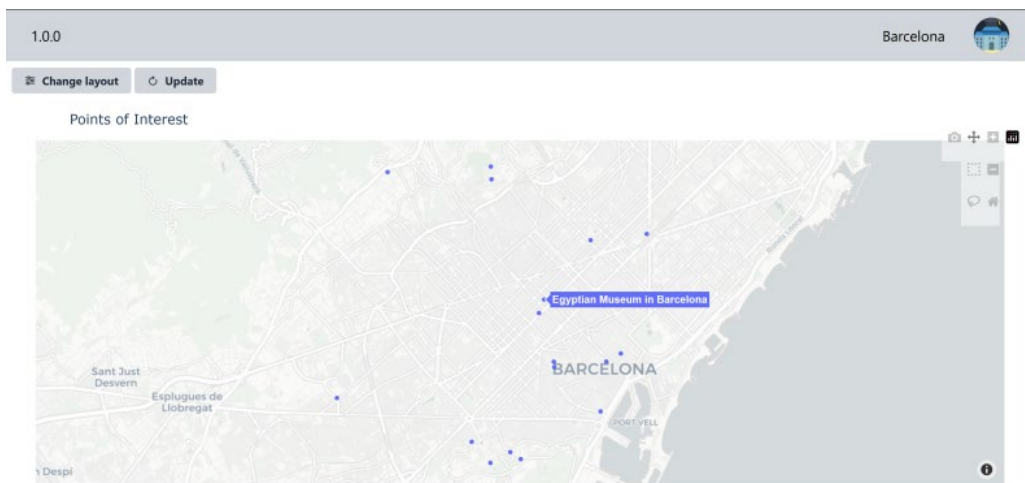 1.0.0
Barcelona
Change layout
Update
Points of Interest
Egyptian Museum in Barcelona
BARCELONA
Sant Just
Desvern
Esplugues de
Llobregat
PORT VELL
n Despí